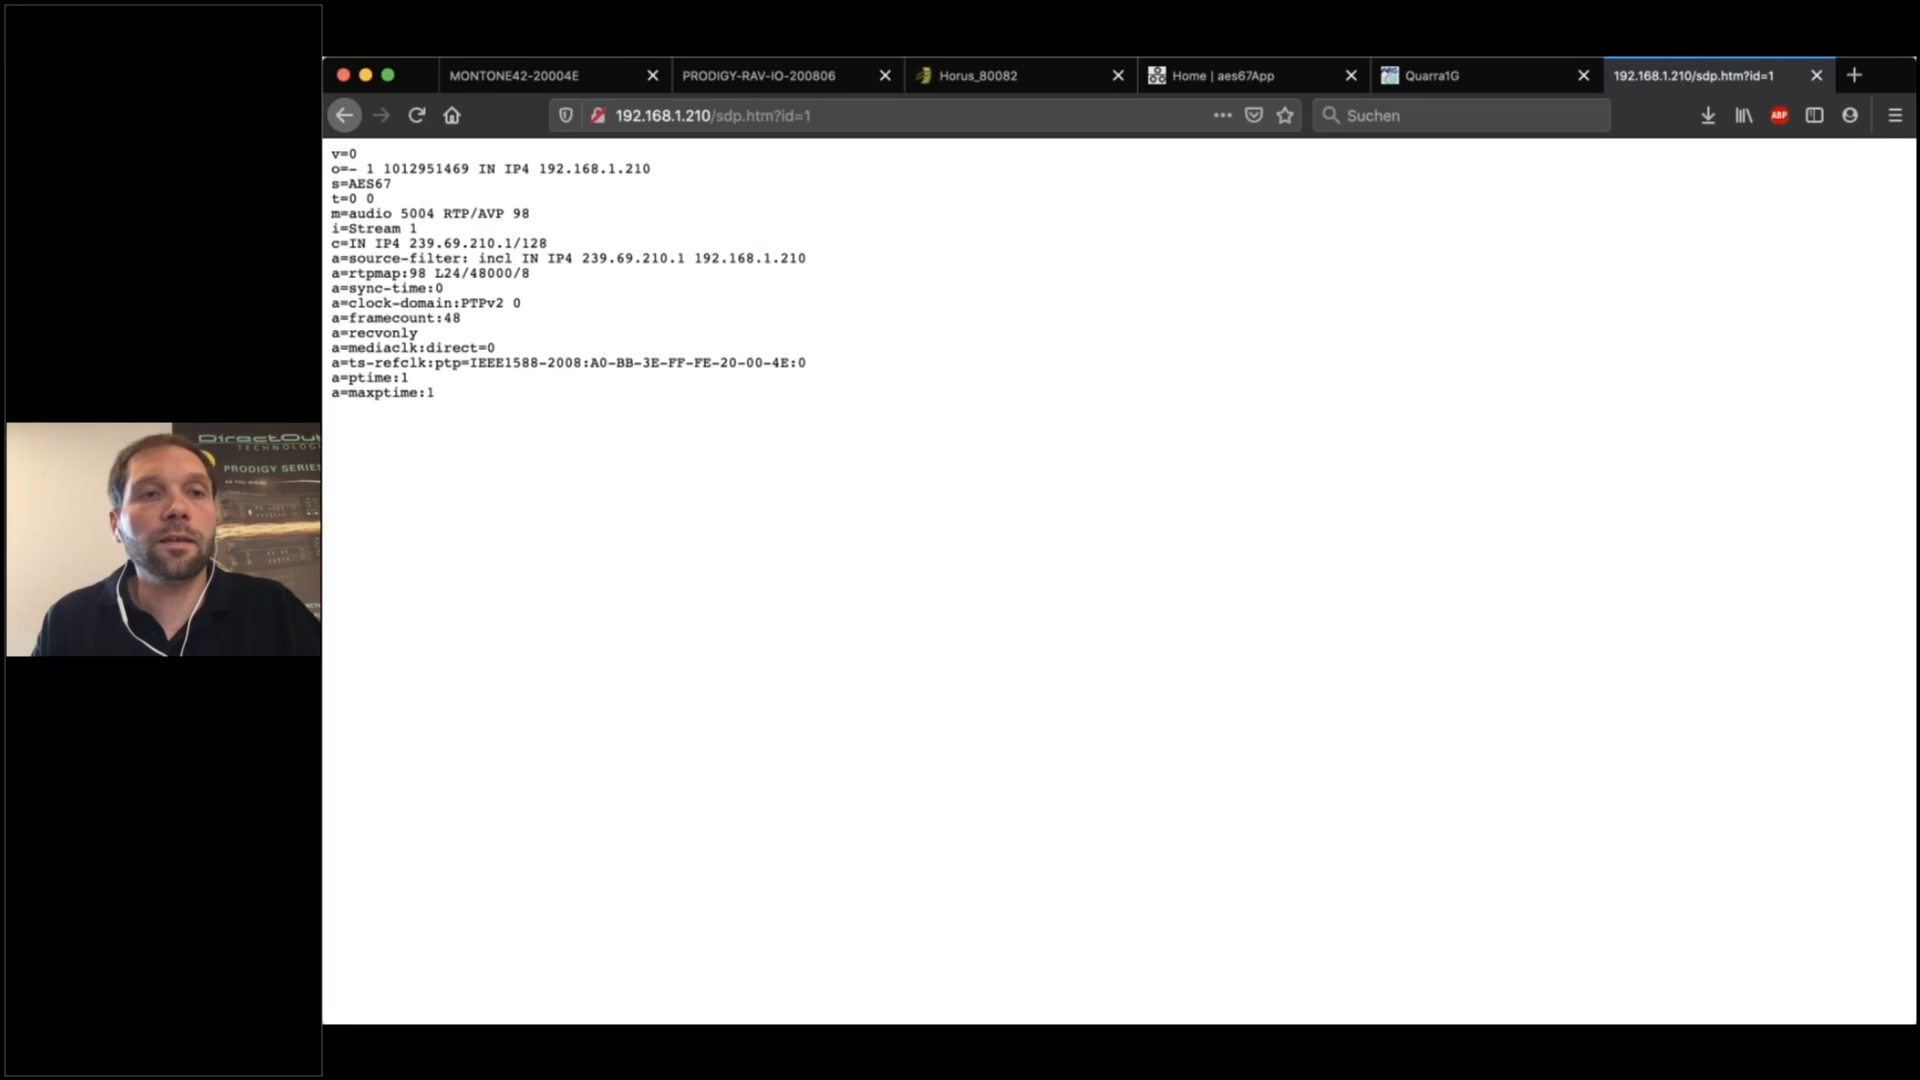 MONTONE42-20004E
PRODIGY-RAV-IO-200806
Horus_80082
Home | aes67App
Quarra1G
192.168.1.210/sdp.htm?id=1
192.168.1.210/sdp.htm?id=1
Suchen
ABP
v=0
o=- 1 1012951469 IN IP4 192.168.1.210
s=AES67
t=0 0
m=audio 5004 RTP/AVP 98
i=Stream 1
c=IN IP4 239.69.210.1/128
a=source-filter: incl IN IP4 239.69.210.1 192.168.1.210
a=rtpmap:98 L24/48000/8
a=sync-time:0
a=clock-domain:PTPv2 0
a=framecount:48
a=recvonly
a=mediaclk:direct=0
a=ts-refclk:ptp=IEEE1588-2008:A0-BB-3E-FF-FE-20-00-4E:0
a=ptime:1
a=maxptime:1
DirectOu
TECHNOLOG
PRODIGY SERIES